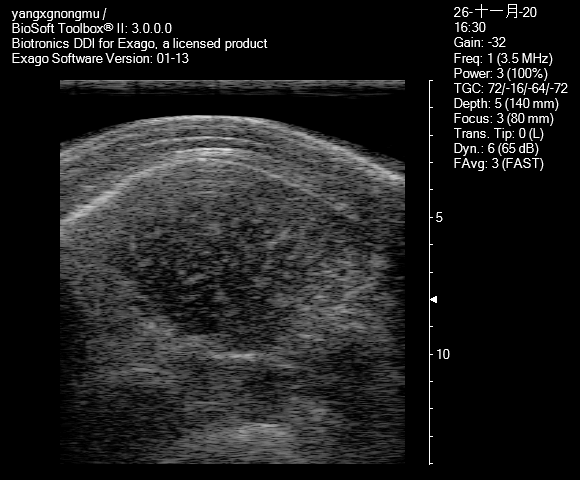 yangxgnongmu /
BioSoft Toolbox® II: 3.0.0.0
Biotronics DDI for Exago, a licensed product
Exago Software Version: 01-13
26-十一月-20
16:30
Gain: -32
Freq: 1 (3.5 MHz)
Power: 3 (100%)
TGC: 72/-16/-64/-72
Depth: 5 (140 mm)
Focus: 3 (80 mm)
Trans. Tip: 0 (L)
Dyn.: 6 (65 dB)
FAvg: 3 (FAST)
5
10